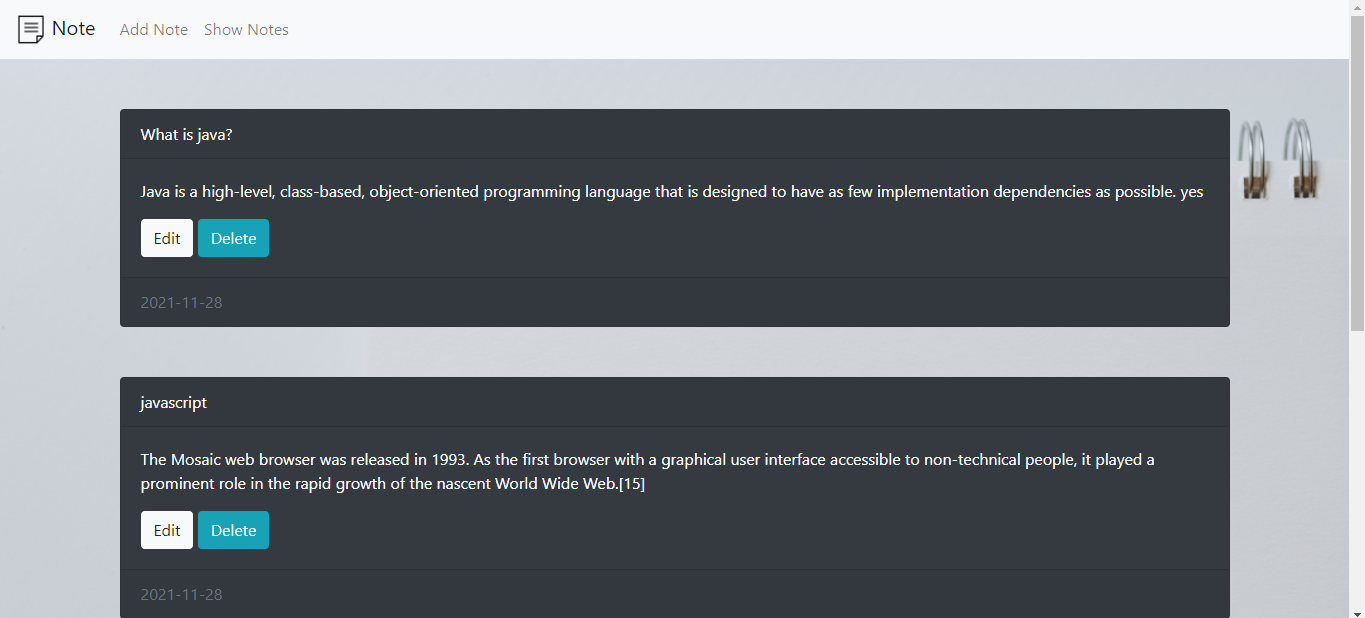 Note Add Note Show Notes
What is java?
Java is a high-level, class-based, object-oriented programming language that is designed to have as few implementation dependencies as possible. yes
Edit Delete
2021-11-28
javascript
The Mosaic web browser was released in 1993. As the first browser with a graphical user interface accessible to non-technical people, it played a
prominent role in the rapid growth of the nascent World Wide Web.[15]
Edit Delete
2021-11-28